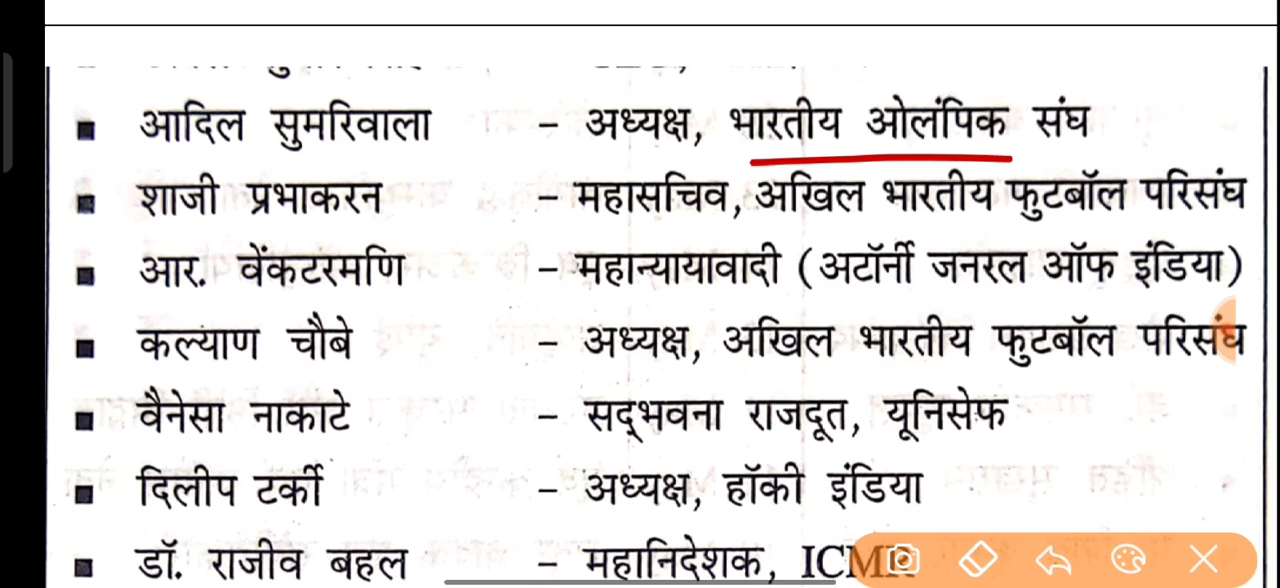 ■ आदिल सुमरिवाला – अध्यक्ष, भारतीय ओलंपिक संघ
■ शाजी प्रभाकरन – महासचिव, अखिल भारतीय फुटबॉल परिसंघ
■ आर. वेंकटरमणि – महान्यायावादी (अटॉर्नी जनरल ऑफ इंडिया)
■ कल्याण चौबे – अध्यक्ष, अखिल भारतीय फुटबॉल परिसंघ
■ वैनेसा नाकाटे – सद्‌भवना राजदूत, यूनिसेफ
■ दिलीप टर्की – अध्यक्ष, हॉकी इंडिया
■ डॉ. राजीव बहल – महानिदेशक, ICMR